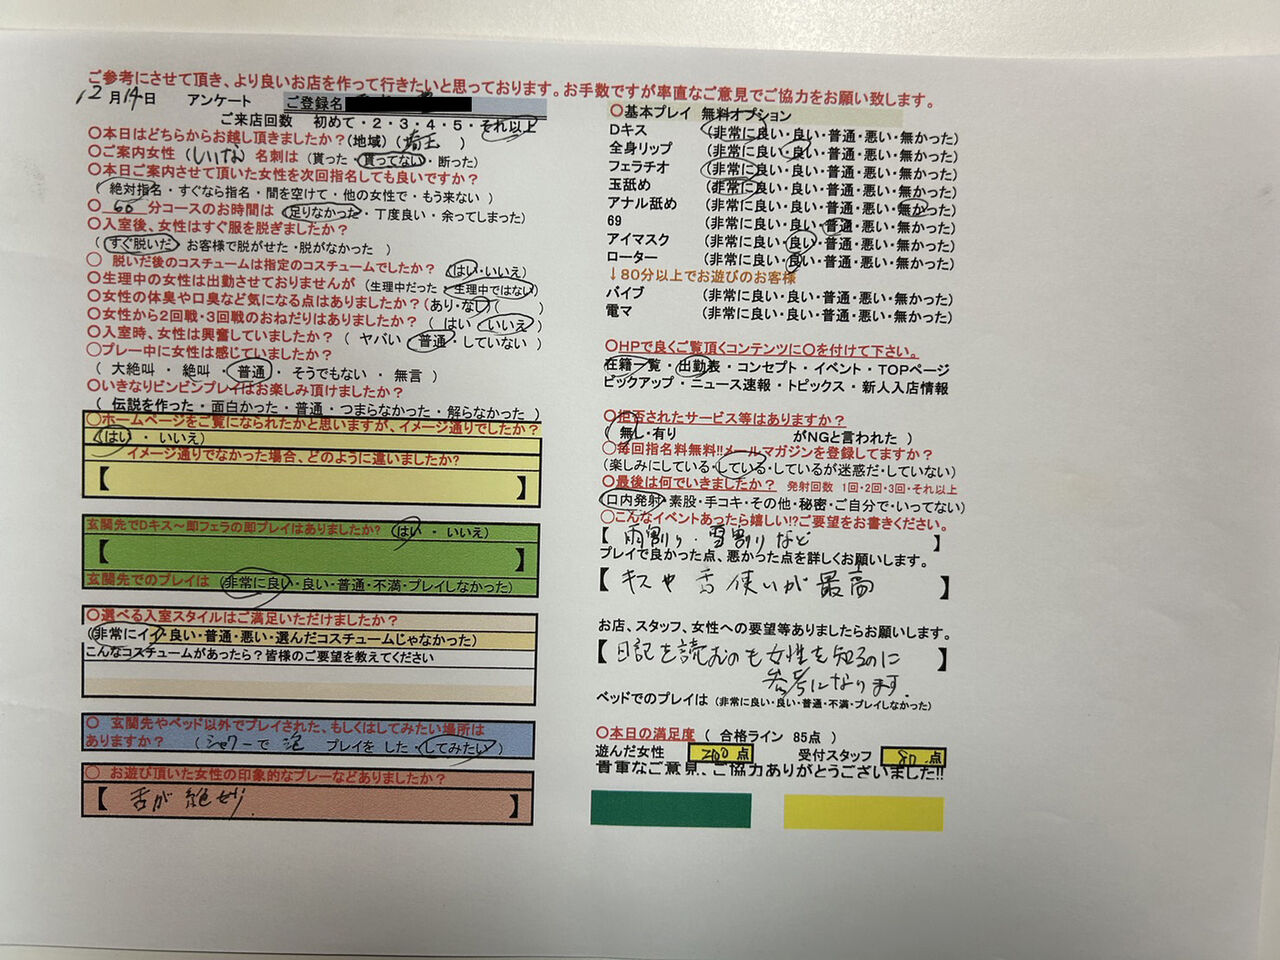 ご参考にさせて頂き、より良いお店を作って行きたいと思っております。お手数ですが率直なご意見でご協力をお願い致します。
12月14日 アンケート ご登録名
ご来店回数 初めて・2・3・4・5・それ以上
〇本日はどちらからお越し頂きましたか?(地域)(埼玉 )
〇ご案内女性(しいな 名刺は(貰った・貰ってない・断った)
〇本日ご案内させて頂いた女性を次回指名しても良いですか?
(絶対指名・すぐなら指名・間を空けて・他の女性で・もう来ない)
〇 60 分コースのお時間は(足りなかった・丁度良い・余ってしまった)
〇入室後、女性はすぐ服を脱ぎましたか?
(すぐ脱いだ お客様で脱がせた・脱がなかった )
〇 脱いだ後のコスチュームは指定のコスチュームでしたか?(はい・いいえ)
〇生理中の女性は出勤させておりませんが(生理中だった・生理中ではない)
〇女性の体臭や口臭など気になる点はありましたか?(あり・なし)( )
〇女性から2回戦・3回戦のおねだりはありましたか?(はい・いいえ)
〇入室時、女性は興奮していましたか?(ヤバい・普通・していない)
〇プレー中に女性は感じていましたか?
(大絶叫・絶叫・普通・そうでもない・無言)
〇いきなりビンビンプレイはお楽しみ頂けましたか?
(伝説を作った・面白かった・普通・つまらなかった・解らなかった)
〇ホームページをご覧になられたかと思いますが、イメージ通りでしたか?
(はい・いいえ)
イメージ通りでなかった場合、どのように違いましたか?
【 】
玄関先でDキス～即フェラの即プレイはありましたか?(はい・いいえ)
【 】
玄関先でのプレイは(非常に良い・良い・普通・不満・プレイしなかった)
〇選べる入室スタイルはご満足いただけましたか?
(非常にイイ・良い・普通・悪い・選んだコスチュームじゃなかった)
こんなコスチュームがあったら?皆様のご要望を教えてください
〇 玄関先やベッド以外でプレイされた、もしくはしてみたい場所は
ありますか? (シャワーで泡 プレイを した・してみたい)
〇 お遊び頂いた女性の印象的なプレーなどありましたか?
【 舌が絶妙. 】
〇基本プレイ 無料オプション
Dキス (非常に良い・良い・普通・悪い・無かった)
全身リップ (非常に良い・良い・普通・悪い・無かった)
フェラチオ (非常に良い・良い・普通・悪い・無かった)
玉舐め (非常に良い・良い・普通・悪い・無かった)
アナル舐め (非常に良い・良い・普通・悪い・無かった)
69 (非常に良い・良い・普通・悪い・無かった)
アイマスク (非常に良い・良い・普通・悪い・無かった)
ローター (非常に良い・良い・普通・悪い・無かった)
↓80分以上でお遊びのお客様
バイブ (非常に良い・良い・普通・悪い・無かった)
電マ (非常に良い・良い・普通・悪い・無かった)
〇HPで良くご覧頂くコンテンツに〇を付けて下さい。
在籍一覧・出勤表・コンセプト・イベント・TOPページ
ピックアップ・ニュース速報・トピックス・新人入店情報
〇拒否されたサービス等はありますか?
(無し・有り がNGと言われた )
〇毎回指名料無料!!メールマガジンを登録してますか?
(楽しみにしている・している・しているが迷惑だ・していない)
〇最後は何でいきましたか? 発射回数 1回・2回・3回・それ以上
(口内発射・素股・手コキ・その他・秘密・ご自分で・いってない)
〇こんなイベントあったら嬉しい!?ご要望をお書きください。
【 雨割り・雪割りなど 】
プレイで良かった点、悪かった点を詳しくお願いします。
【 キスや舌使いが最高 】
お店、スタッフ、女性への要望等ありましたらお願いします。
【 日記を読むのも女性を知るのに 】
参考になります.
ベッドでのプレイは(非常に良い・良い・普通・不満・プレイしなかった)
〇本日の満足度(合格ライン 85点)
遊んだ女性 200点 受付スタッフ 80点
貴重なご意見、ご協力ありがとうございました!!